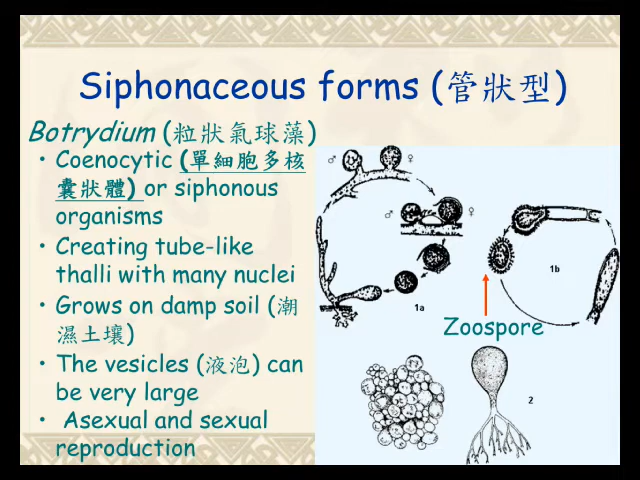 Siphonaceous forms (管狀型)
Botrydium (粒狀氣球藻)
• Coenocytic (單細胞多核
囊狀體) or siphonous
organisms
• Creating tube-like
thalli with many nuclei
• Grows on damp soil (潮
濕土壤)
• The vesicles (液泡) can
be very large
• Asexual and sexual
reproduction
♂ ♀
♂ ♀
1a
1b
Zoospore
2